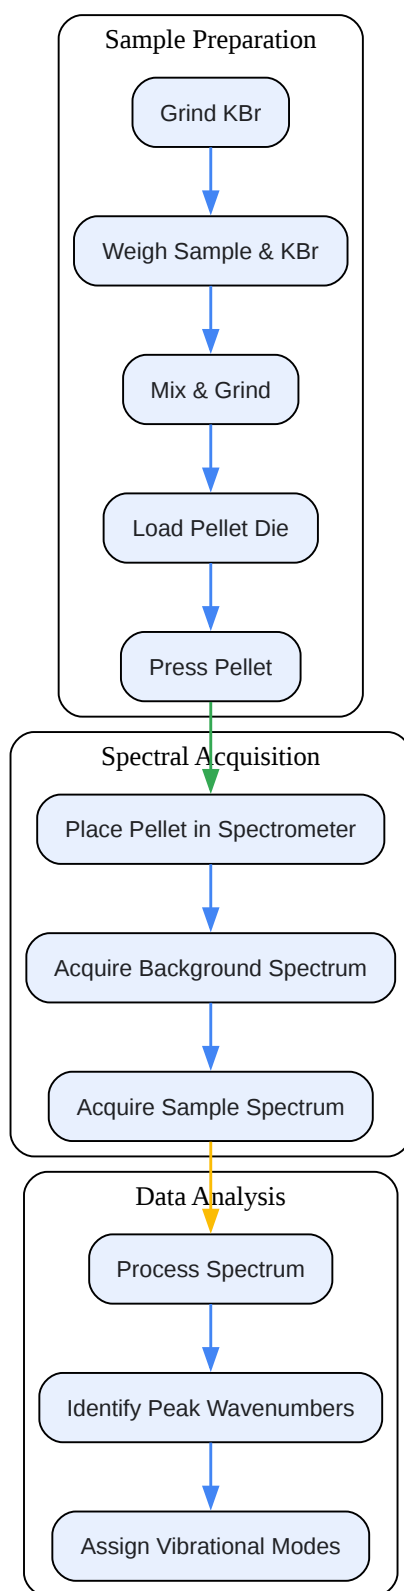 Sample Preparation
Grind KBr
Weigh Sample & KBr
Mix & Grind
Load Pellet Die
Press Pellet
Spectral Acquisition
Place Pellet in Spectrometer
Acquire Background Spectrum
Acquire Sample Spectrum
Data Analysis
Process Spectrum
Identify Peak Wavenumbers
Assign Vibrational Modes